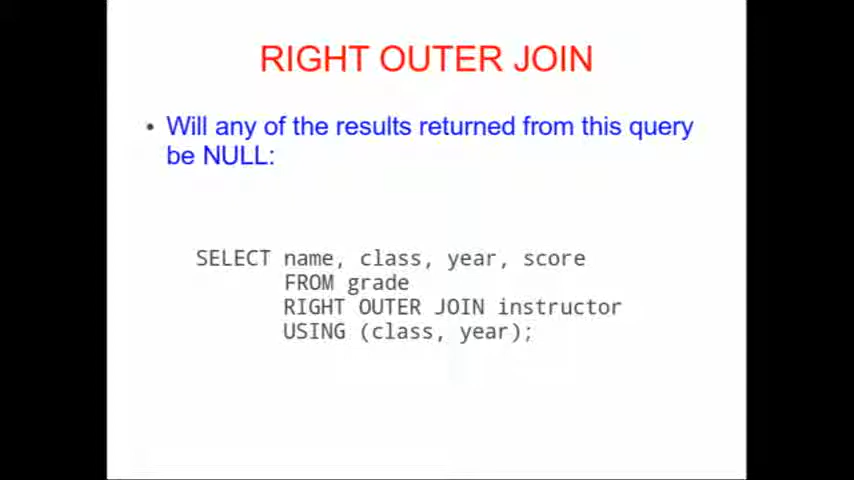 RIGHT OUTER JOIN
• Will any of the results returned from this query
be NULL:
SELECT name, class, year, score
FROM grade
RIGHT OUTER JOIN instructor
USING (class, year);